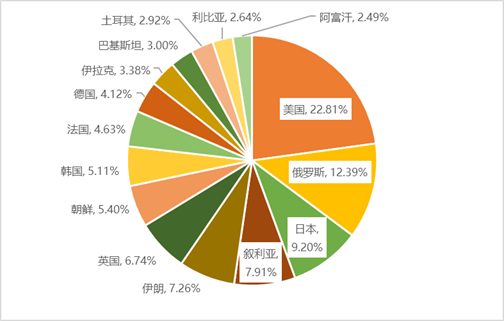 美国, 22.81%
俄罗斯, 12.39%
日本,
9.20%
叙利亚,
7.91%
伊朗, 7.26%
英国, 6.74%
朝鲜, 5.40%
韩国, 5.11%
法国, 4.63%
德国, 4.12%
伊拉克, 3.38%
巴基斯坦, 3.00%
土耳其, 2.92%
利比亚, 2.64%
阿富汗, 2.49%